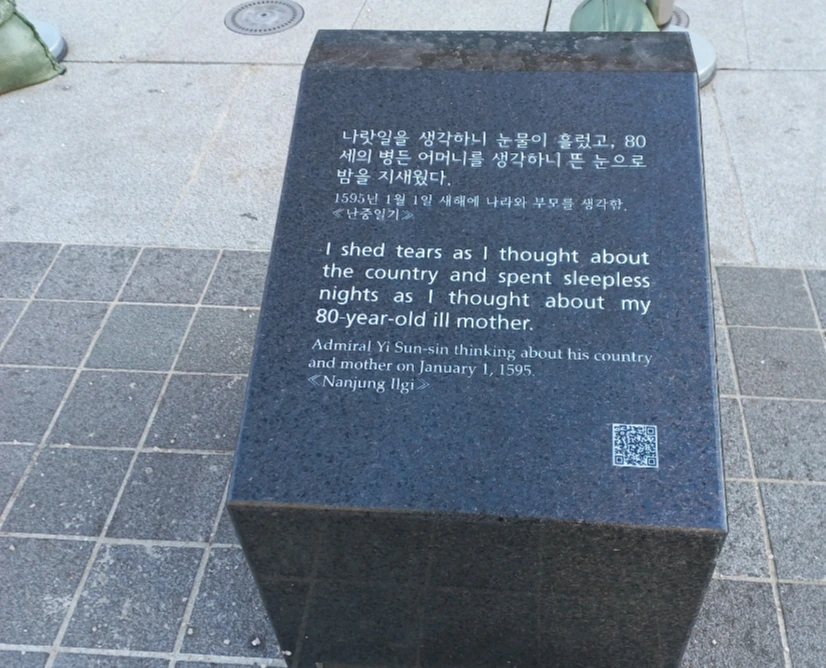 나랏일을 생각하니 눈물이 흘렀고, 80
세의 병든 어머니를 생각하니 뜬 눈으로
밤을 지새웠다.
1595년 1월 1일 새해에 나라와 부모를 생각함.
≪난중일기≫
I shed tears as I thought about
the country and spent sleepless
nights as I thought about my
80-year-old ill mother.
Admiral Yi Sun-sin thinking about his country
and mother on January 1, 1595.
≪Nanjung Ilgi≫